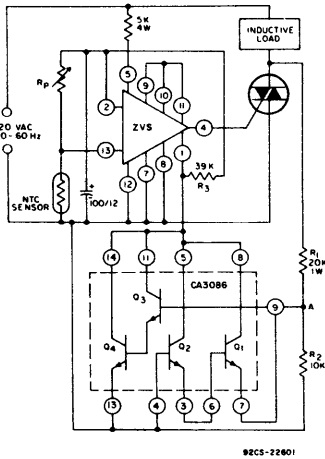 5K
4W
INDUCTIVE
LOAD
Rp
5
9
10
11
2
ZVS
4
20 VAC
0-60 Hz
13
1
12
7
8
39K
R3
NTC
SENSOR
+
100/12
14
11
5
8
R1
20K
1W
CA3086
Q3
9
A
Q4
Q2
Q1
R2
10K
13
4
3
6
7
92CS-22601